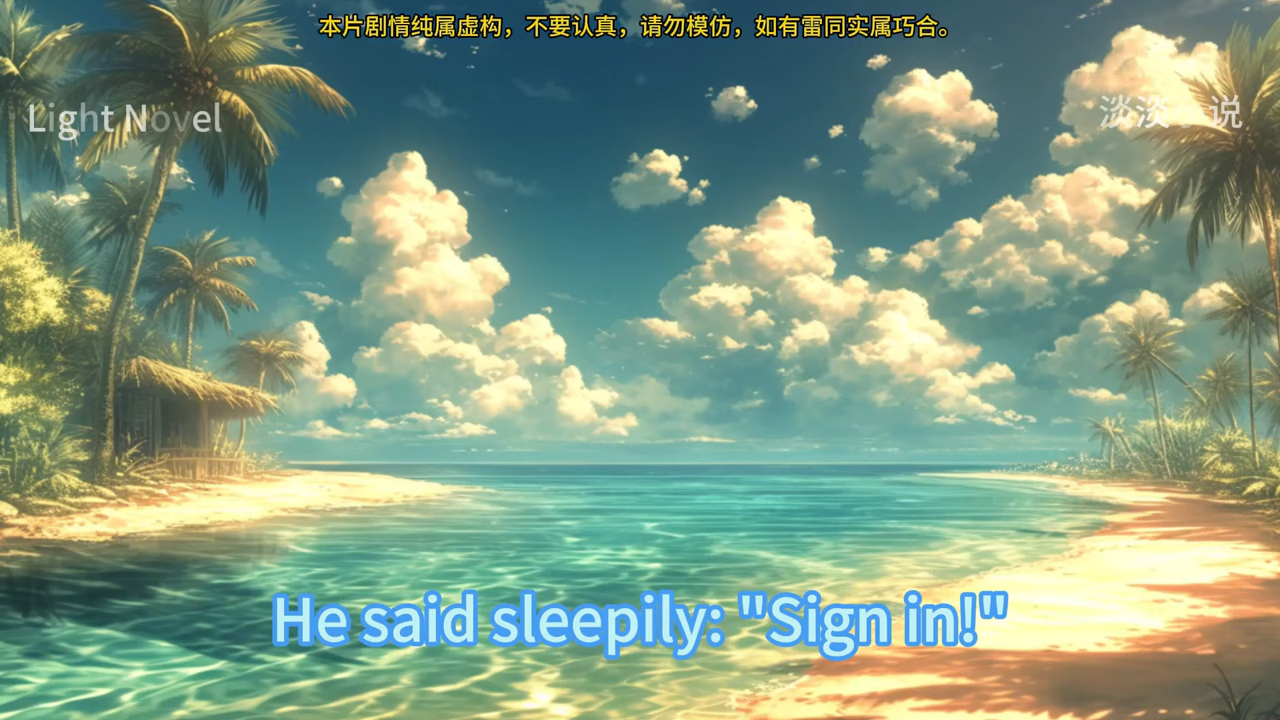 本片剧情纯属虚构，不要认真，请勿模仿，如有雷同实属巧合。
Light Novel
淡淡小说
He said sleepily: "Sign in!"